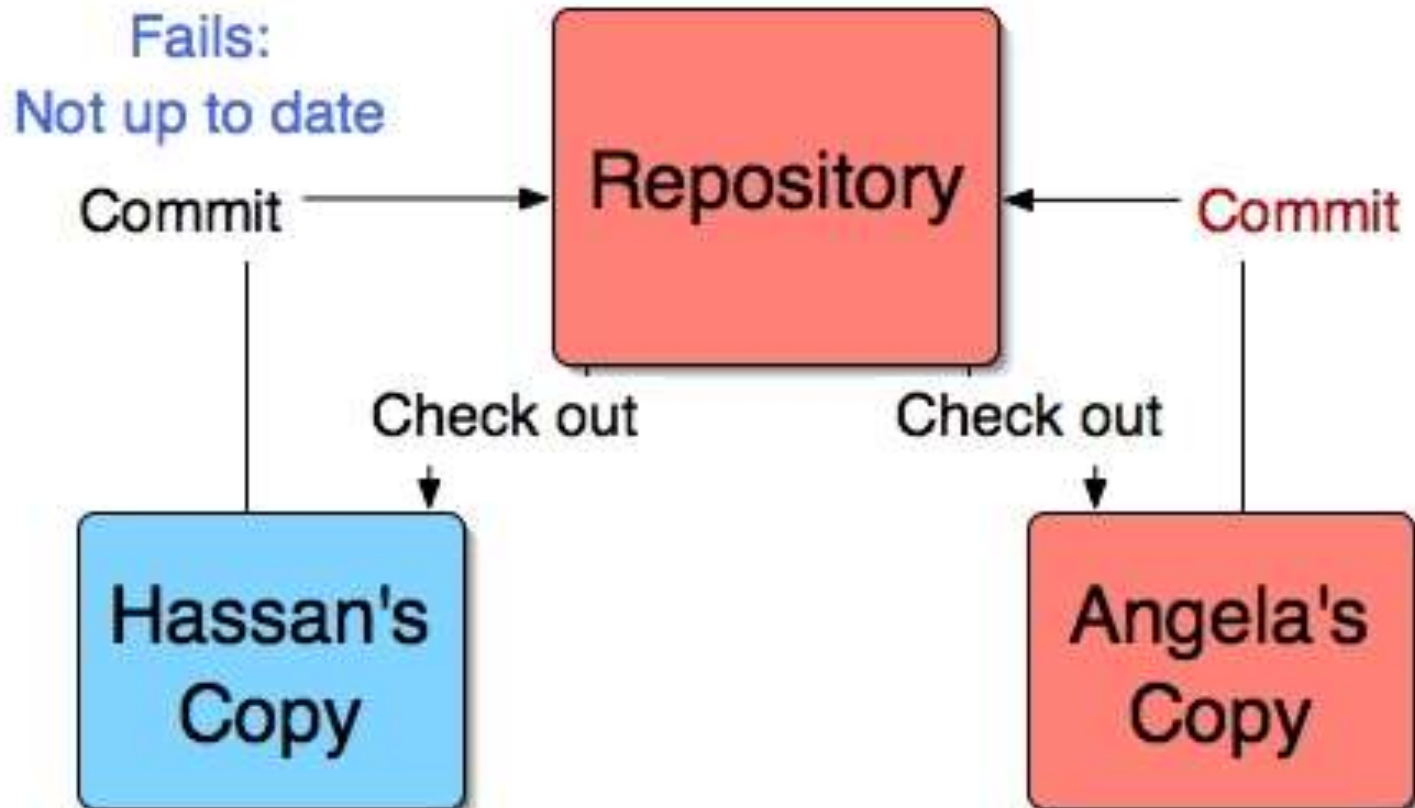 Fails:
Not up to date
Repository
Commit
Commit
Check out
Check out
Hassan's
Copy
Angela's
Copy